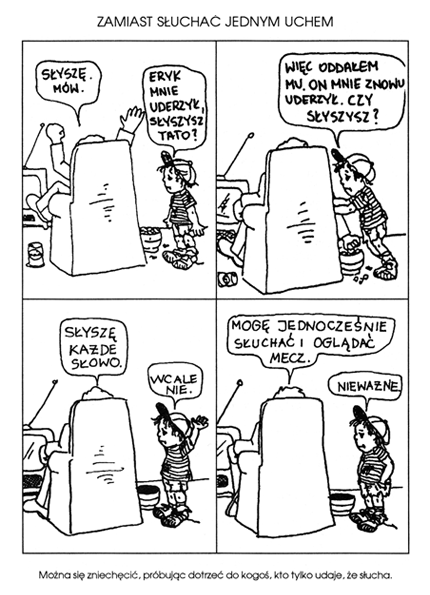 ZAMIAST SŁUCHAĆ JEDNYM UCHEM
SŁYSZĘ.
MÓW.
ERYK
MNIE
UDERZYŁ,
SŁYSZYSZ
TATO?
WIĘC ODDAŁEM
MU. ON MNIE ZNOWU
UDERZYŁ. CZY
SŁYSZYSZ?
SŁYSZĘ
KAŻDE
SŁOWO.
WCALE
NIE.
MOGĘ JEDNOCZEŚNIE
SŁUCHAĆ I OGLĄDAĆ
MECZ.
NIEWAŻNE.
Można się zniechęcić, próbując dotrzeć do kogoś, kto tylko udaje, że słucha.